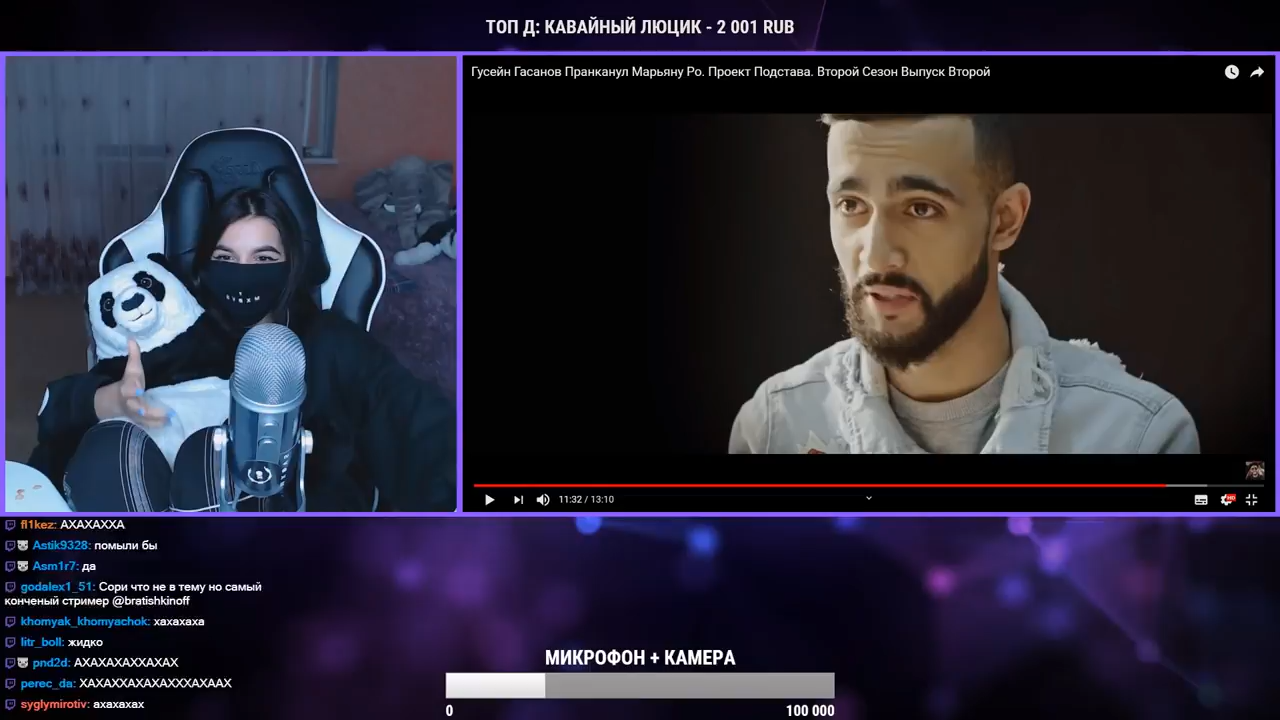 ТОП Д: КАВАЙНЫЙ ЛЮЦИК - 2 001 RUB
Гусейн Гасанов Пранканул Марьяну Ро. Проект Подстава. Второй Сезон Выпуск Второй
11:32 / 13:10
HD
fl1kez: АХАХАХХА
Astik9328: помыли бы
Asm1r7: да
godalex1_51: Сори что не в тему но самый
конченый стример @bratishkinoff
khomyak_khomyachok: хахахаха
litr_boll: жидко
pnd2d: АХАХАХАХХАХАХ
perec_da: ХАХАХХАХАХАХХХАХААХ
syglymirotiv: ахахахах
МИКРОФОН + КАМЕРА
0
100 000